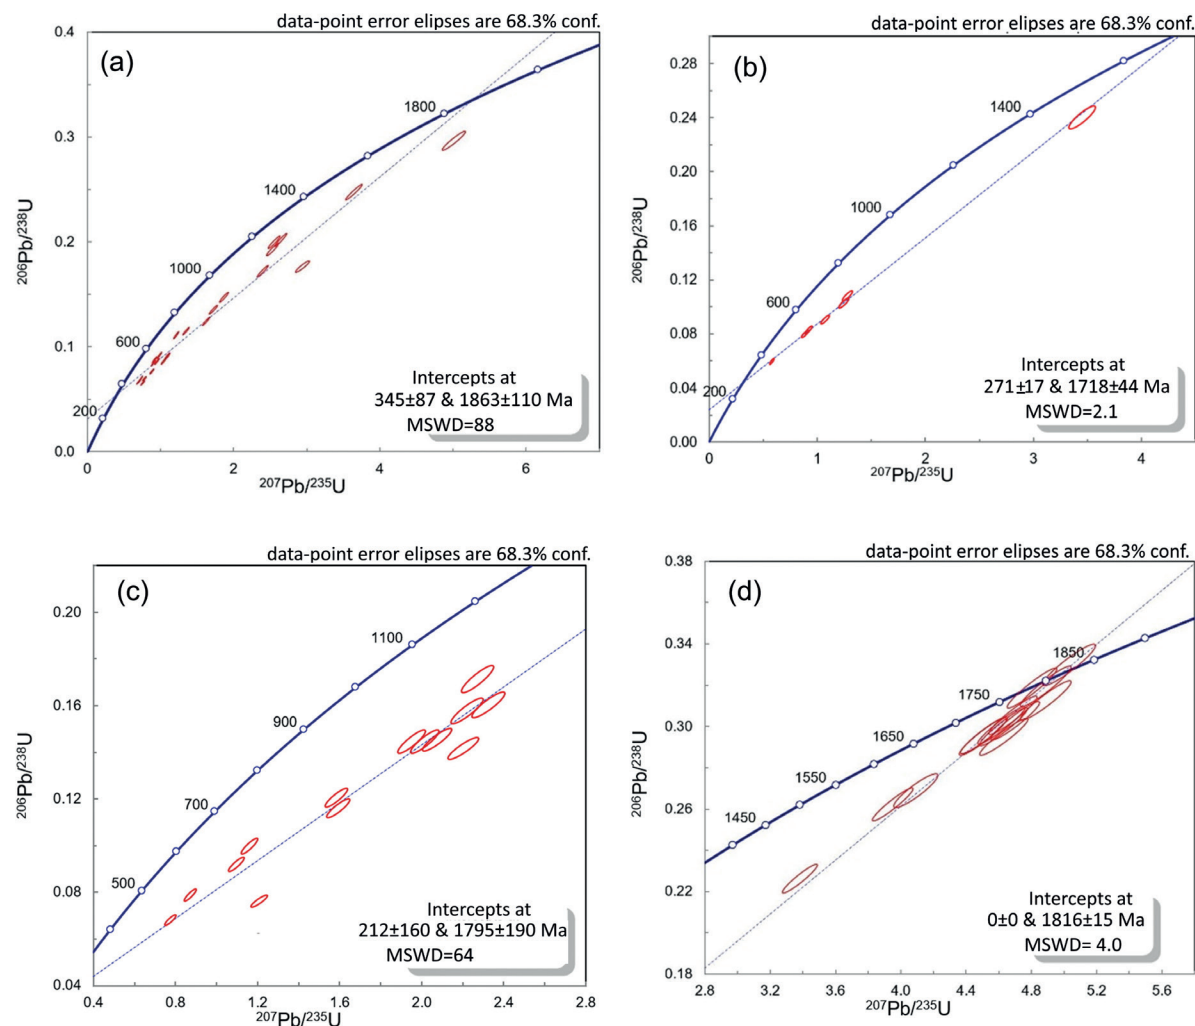 data-point error elipses are 68.3% conf.
(a)
0.4
0.3
0.2
0.1
0.0
206Pb/238U
200
600
1000
1400
1800
Intercepts at
345±87 & 1863±110 Ma
MSWD=88
0
2
4
6
207Pb/235U
data-point error elipses are 68.3% conf.
(b)
0.28
0.24
0.20
0.16
0.12
0.08
0.04
0.00
206Pb/238U
200
600
1000
1400
Intercepts at
271±17 & 1718±44 Ma
MSWD=2.1
0
1
2
3
4
207Pb/235U
data-point error elipses are 68.3% conf.
(c)
0.20
0.16
0.12
0.08
0.04
206Pb/238U
500
700
900
1100
Intercepts at
212±160 & 1795±190 Ma
MSWD=64
0.4
0.8
1.2
1.6
2.0
2.4
2.8
207Pb/235U
data-point error elipses are 68.3% conf.
(d)
0.38
0.34
0.30
0.26
0.22
0.18
206Pb/238U
1450
1550
1650
1750
1850
Intercepts at
0±0 & 1816±15 Ma
MSWD= 4.0
2.8
3.2
3.6
4.0
4.4
4.8
5.2
5.6
207Pb/235U